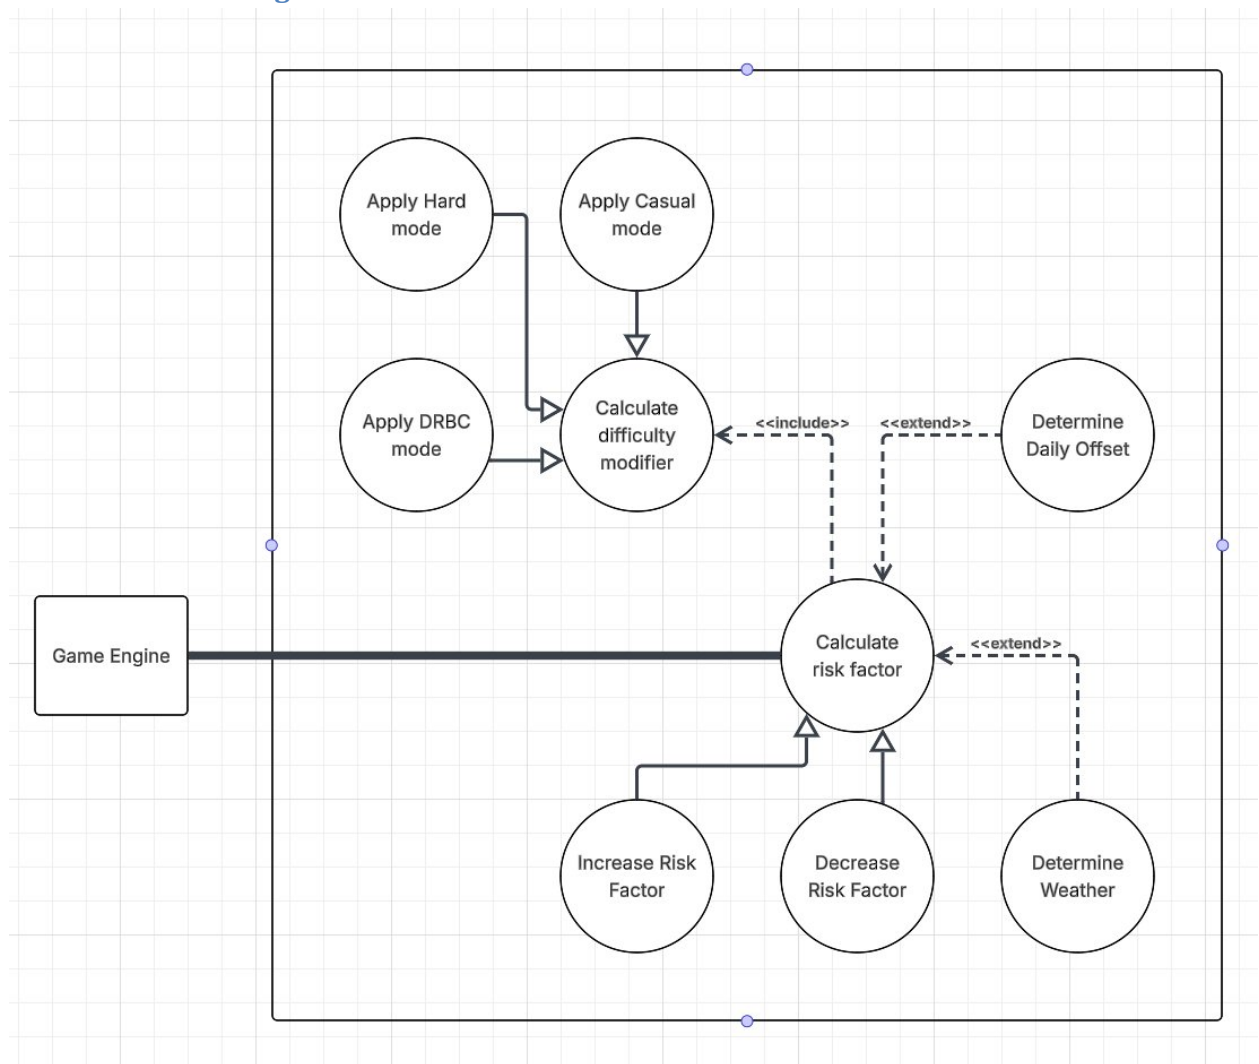 Apply Hard
mode
Apply Casual
mode
Apply DRBC
mode
Calculate
difficulty
modifier
<<include>>
<<extend>>
Determine
Daily Offset
Game Engine
Calculate
risk factor
<<extend>>
Increase Risk
Factor
Decrease
Risk Factor
Determine
Weather